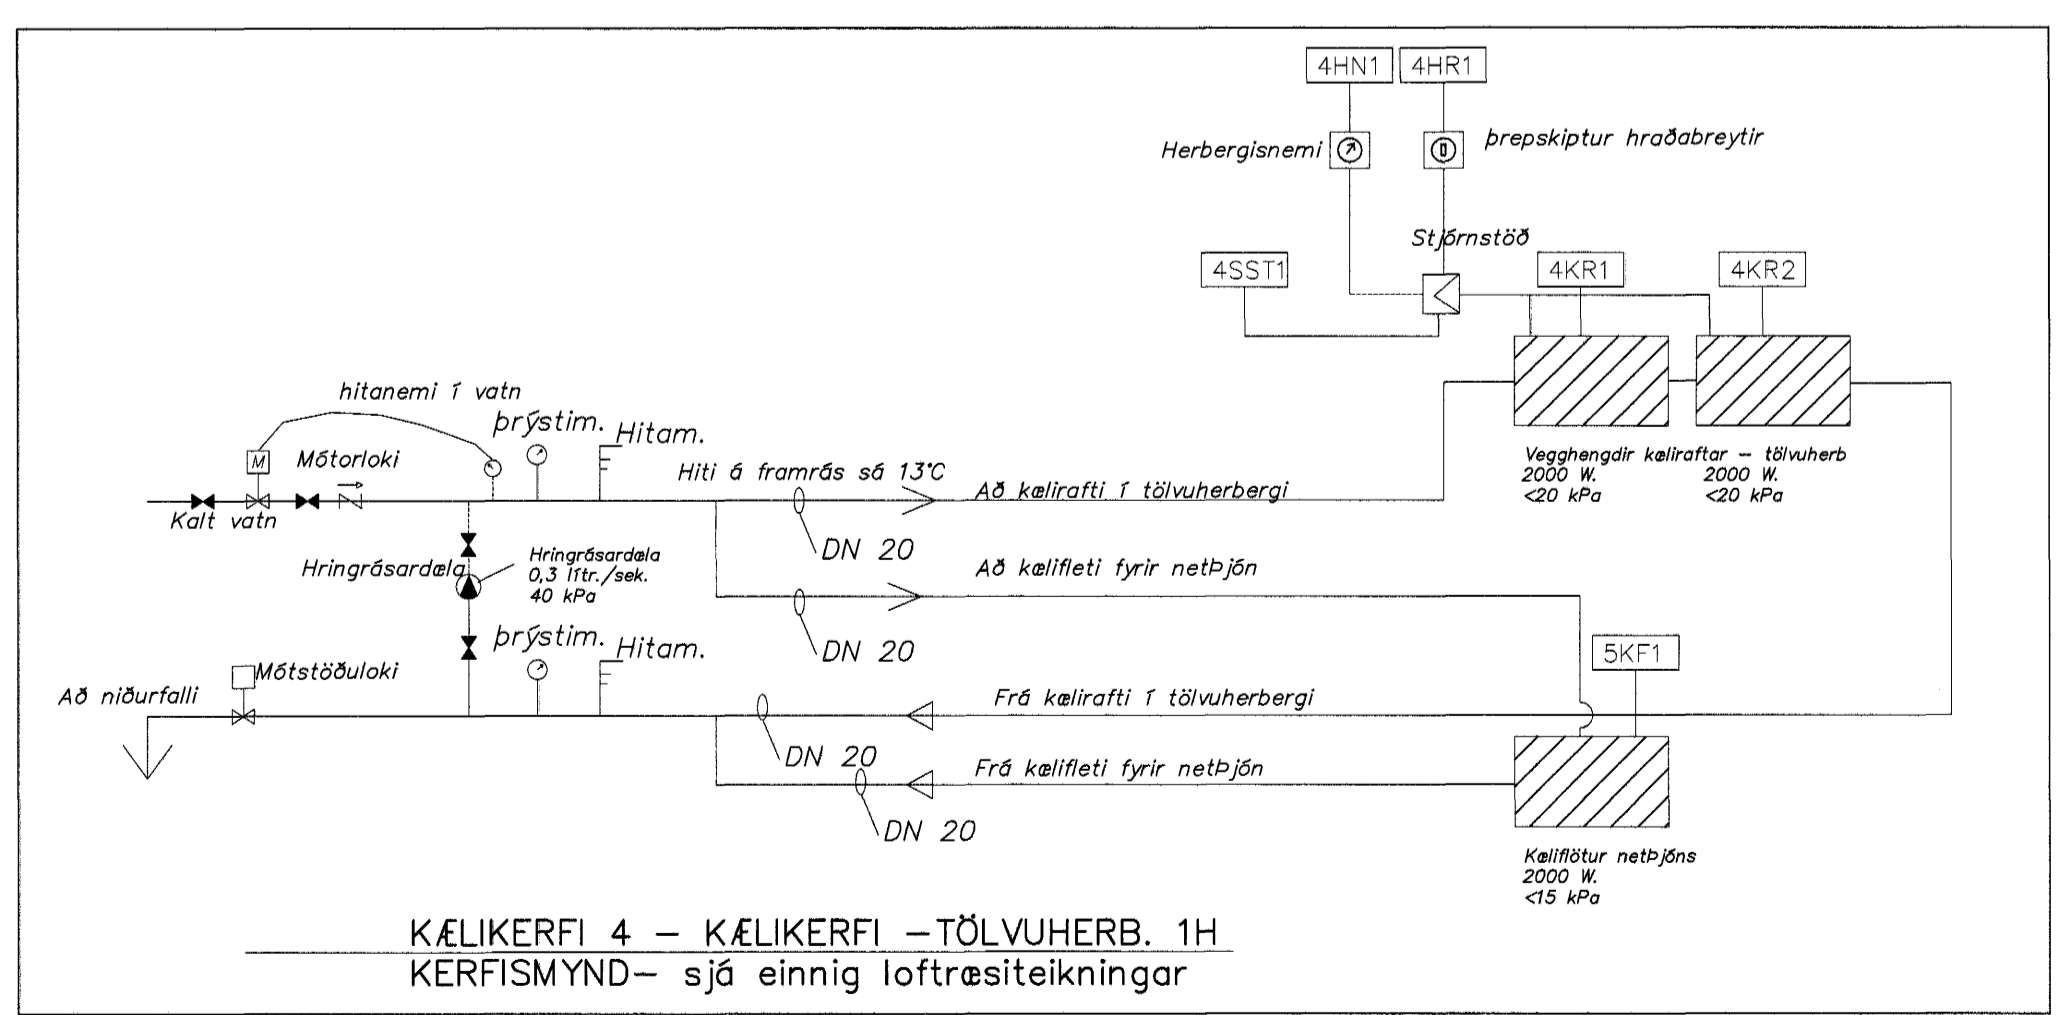 4HN1
4HR1
Herbergisnemi
Þrepskiptur hraðabreytir
Stjórnstöð
4SST1
4KR1
4KR2
hitanemi í vatn
Þrýstim.
Hitam.
M
Mótorloki
Hiti á framrás sá 13°C
Að kælirafti í tölvuherbergi
Vegghengdir kæliraftar – tölvuherb
2000 W.
2000 W.
<20 kPa
<20 kPa
Kalt vatn
DN 20
Hringrásardæla
Hringrásardæla
0,3 lítr./sek.
40 kPa
Að kælifleti fyrir netÞjón
DN 20
Þrýstim.
Hitam.
5KF1
Mótstöðuloki
Að niðurfalli
Frá kælirafti í tölvuherbergi
DN 20
Frá kælifleti fyrir netÞjón
DN 20
Kæliflötur netÞjóns
2000 W.
<15 kPa
KÆLIKERFI 4 – KÆLIKERFI –TÖLVUHERB. 1H
KERFISMYND– sjá einnig loftræsiteikningar